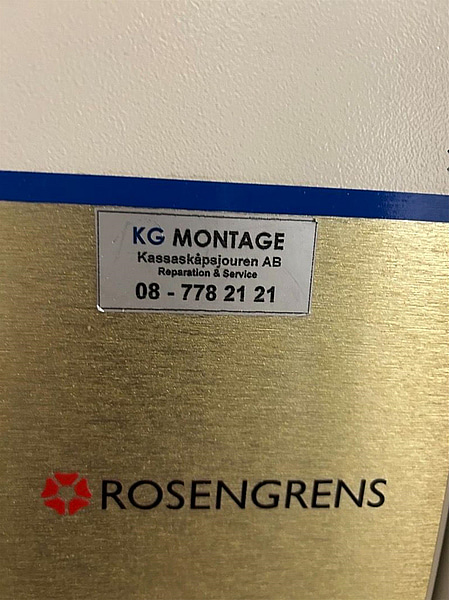 KG MONTAGE
Kassaskåpsjouren AB
Reparation & Service
08 - 778 21 21
ROSENGRENS